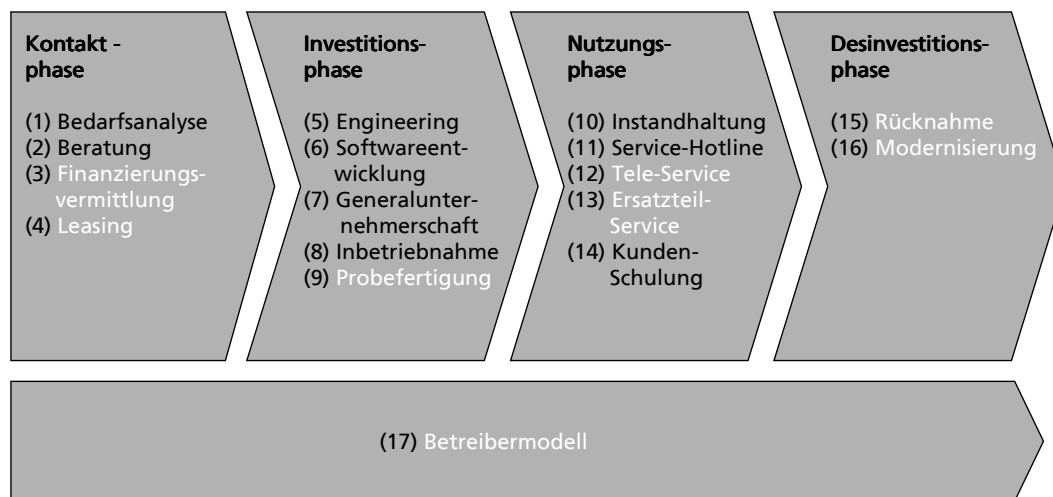 Kontakt -
phase
(1) Bedarfsanalyse
(2) Beratung
(3) Finanzierungs-
vermittlung
(4) Leasing
Investitions-
phase
(5) Engineering
(6) Softwareent-
wicklung
(7) Generalunter-
nehmerschaft
(8) Inbetriebnahme
(9) Probefertigung
Nutzungs-
phase
(10) Instandhaltung
(11) Service-Hotline
(12) Tele-Service
(13) Ersatzteil-
Service
(14) Kunden-
Schulung
Desinvestitions-
phase
(15) Rücknahme
(16) Modernisierung
(17) Betreibermodell